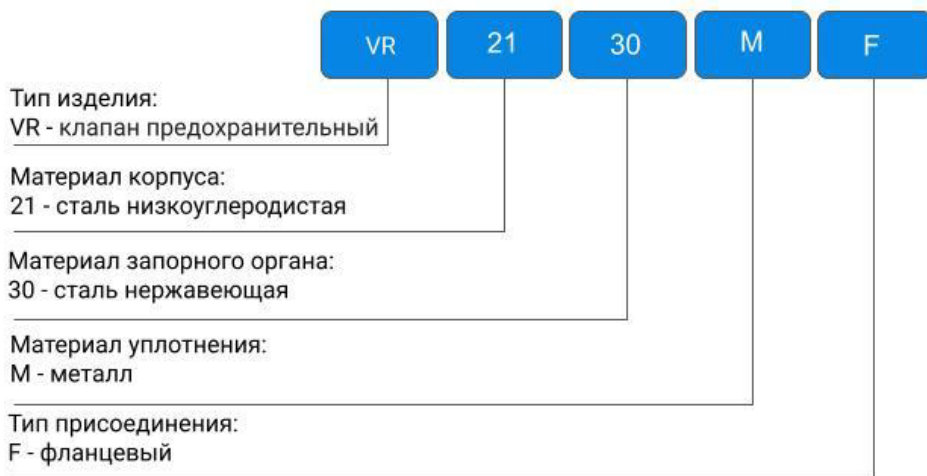 VR 21 30 M F
Тип изделия:
VR - клапан предохранительный
Материал корпуса:
21 - сталь низкоуглеродистая
Материал запорного органа:
30 - сталь нержавеющая
Материал уплотнения:
М - металл
Тип присоединения:
F - фланцевый